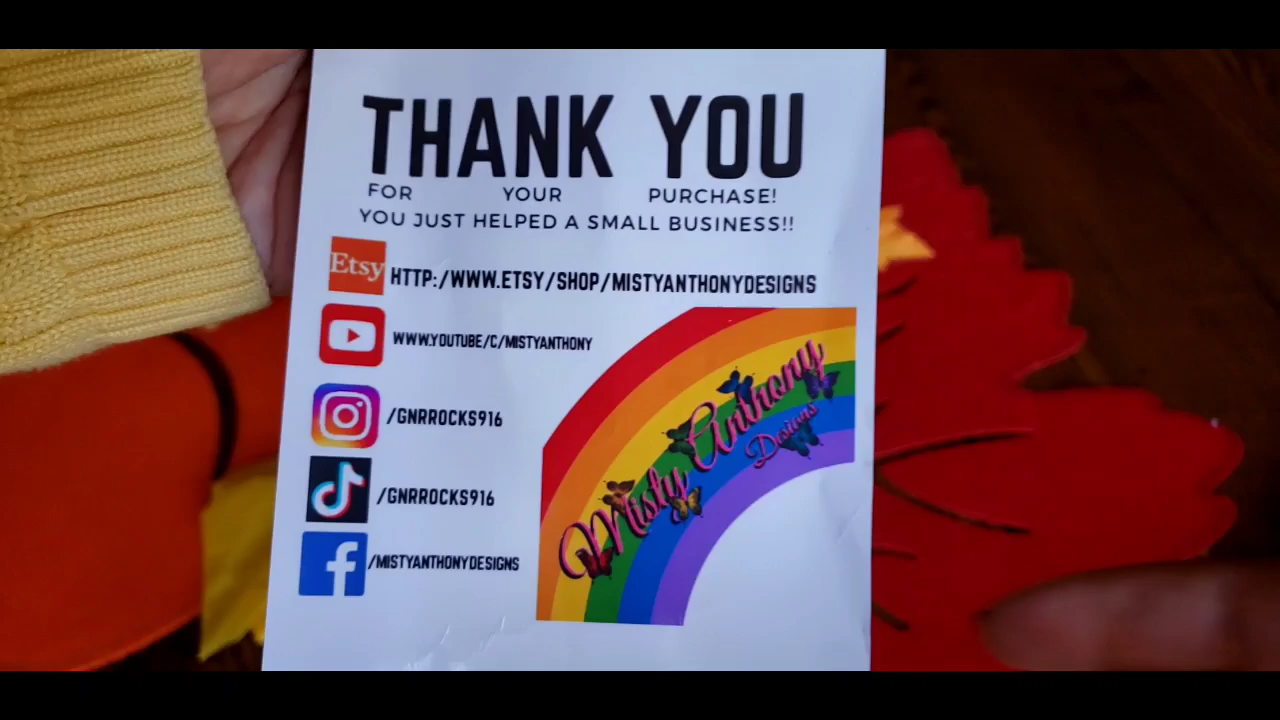 THANK YOU
FOR YOUR PURCHASE!
YOU JUST HELPED A SMALL BUSINESS!!
Etsy HTTP:/WWW.ETSY/SHOP/MISTYANTHONYDESIGNS
WWW.YOUTUBE/C/MISTYANTHONY
/GNRROCKS916
/GNRROCKS916
/MISTYANTHONYDESIGNS
Misty Anthony
Designs